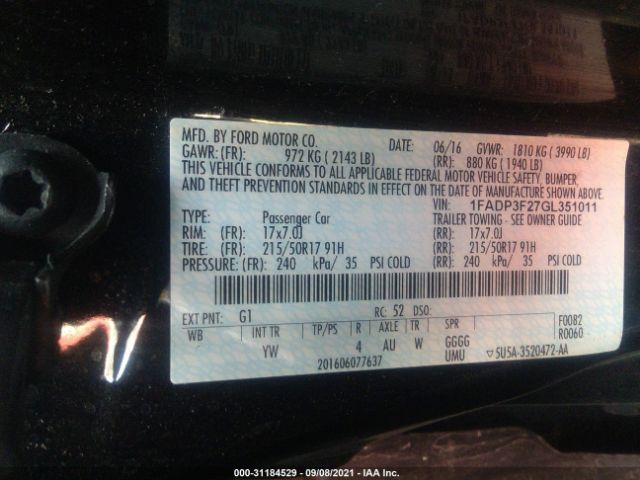 MFD. BY FORD MOTOR CO.
DATE: 06/16 GVWR: 1810 KG ( 3990 LB)
GAWR: (FR): 972 KG ( 2143 LB) (RR): 880 KG ( 1940 LB)
THIS VEHICLE CONFORMS TO ALL APPLICABLE FEDERAL MOTOR VEHICLE SAFETY, BUMPER,
AND THEFT PREVENTION STANDARDS IN EFFECT ON THE DATE OF MANUFACTURE SHOWN ABOVE.
VIN: 1FADP3F27GL351011
TYPE: Passenger Car TRAILER TOWING - SEE OWNER GUIDE
RIM: (FR): 17x7.0J (RR): 17x7.0J
TIRE: (FR): 215/50R17 91H (RR): 215/50R17 91H
PRESSURE: (FR): 240 kPa/ 35 PSI COLD (RR): 240 kPa/ 35 PSI COLD
EXT PNT: G1 RC: 52 DSO: F0082
WB INT TR TP/PS R AXLE TR SPR R0060
YW 4 AU W GGGG
UMU
201606077637 5U5A-3520472-AA
000-31184529 - 09/08/2021 - IAA Inc.